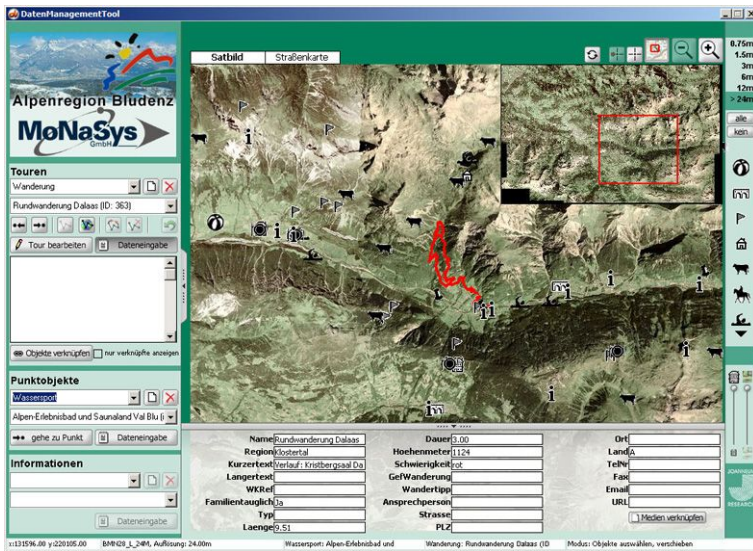 DatenManagementTool
Alpenregion Bludenz
MoNaSys
GmbH
Satbild
Straßenkarte
0.75m
1.5m
3m
6m
12m
> 24m
alle
kein
Touren
Wanderung
Rundwanderung Dalaas (ID: 363)
Tour bearbeiten
Dateneingabe
Objekte verknüpfen
nur verknüpfte anzeigen
Punktobjekte
Wassersport
Alpen-Erlebnisbad und Saunaland Val Blu (
gehe zu Punkt
Dateneingabe
Informationen
Dateneingabe
Name Rundwanderung Dalaas
Region Klostertal
Kurzertext Verlauf: Kristbergsaal Da
Langertext
WKRef
Familientauglich Ja
Typ
Laenge 9.51
Dauer 3.00
Hoehenmeter 1124
Schwierigkeit rot
GefWanderung
Wandertipp
Ansprechperson
Strasse
PLZ
Ort
Land A
TelNr
Fax
Email
URL
Medien verknüpfen
JOANNEUM
RESEARCH
x:131596.00 y:220105.00 BMN28_L_24M, Auflösung: 24.00m Wassersport: Alpen-Erlebnisbad und Wanderung: Rundwanderung Dalaas (ID Modus: Objekte auswählen, verschieben